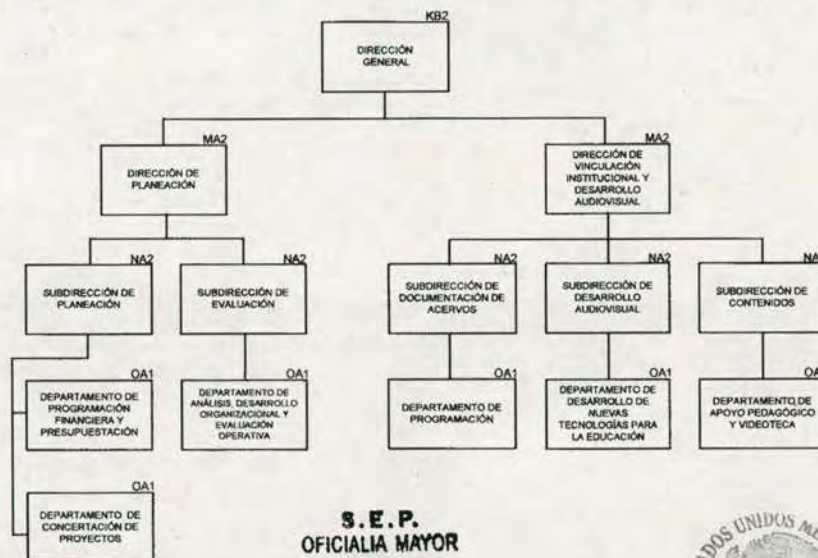 KB2
DIRECCIÓN
GENERAL
MA2
DIRECCIÓN DE
PLANEACIÓN
MA2
DIRECCIÓN DE
VINCULACIÓN
INSTITUCIONAL Y
DESARROLLO
AUDIOVISUAL
NA2
SUBDIRECCIÓN DE
PLANEACIÓN
NA2
SUBDIRECCIÓN DE
EVALUACIÓN
NA2
SUBDIRECCIÓN DE
DOCUMENTACIÓN DE
ACERVOS
NA2
SUBDIRECCIÓN DE
DESARROLLO
AUDIOVISUAL
NA
SUBDIRECCIÓN DE
CONTENIDOS
OA1
DEPARTAMENTO DE
PROGRAMACIÓN
FINANCIERA Y
PRESUPUESTACIÓN
OA1
DEPARTAMENTO DE
ANÁLISIS, DESARROLLO
ORGANIZACIONAL Y
EVALUACIÓN
OPERATIVA
OA1
DEPARTAMENTO DE
PROGRAMACIÓN
OA1
DEPARTAMENTO DE
DESARROLLO DE
NUEVAS
TECNOLOGÍAS PARA
LA EDUCACIÓN
OA
DEPARTAMENTO DE
APOYO PEDAGÓGICO
Y VIDEOTECA
OA1
DEPARTAMENTO DE
CONCERTACIÓN DE
PROYECTOS
S.E.P.
OFICIALIA MAYOR
UNIDOS